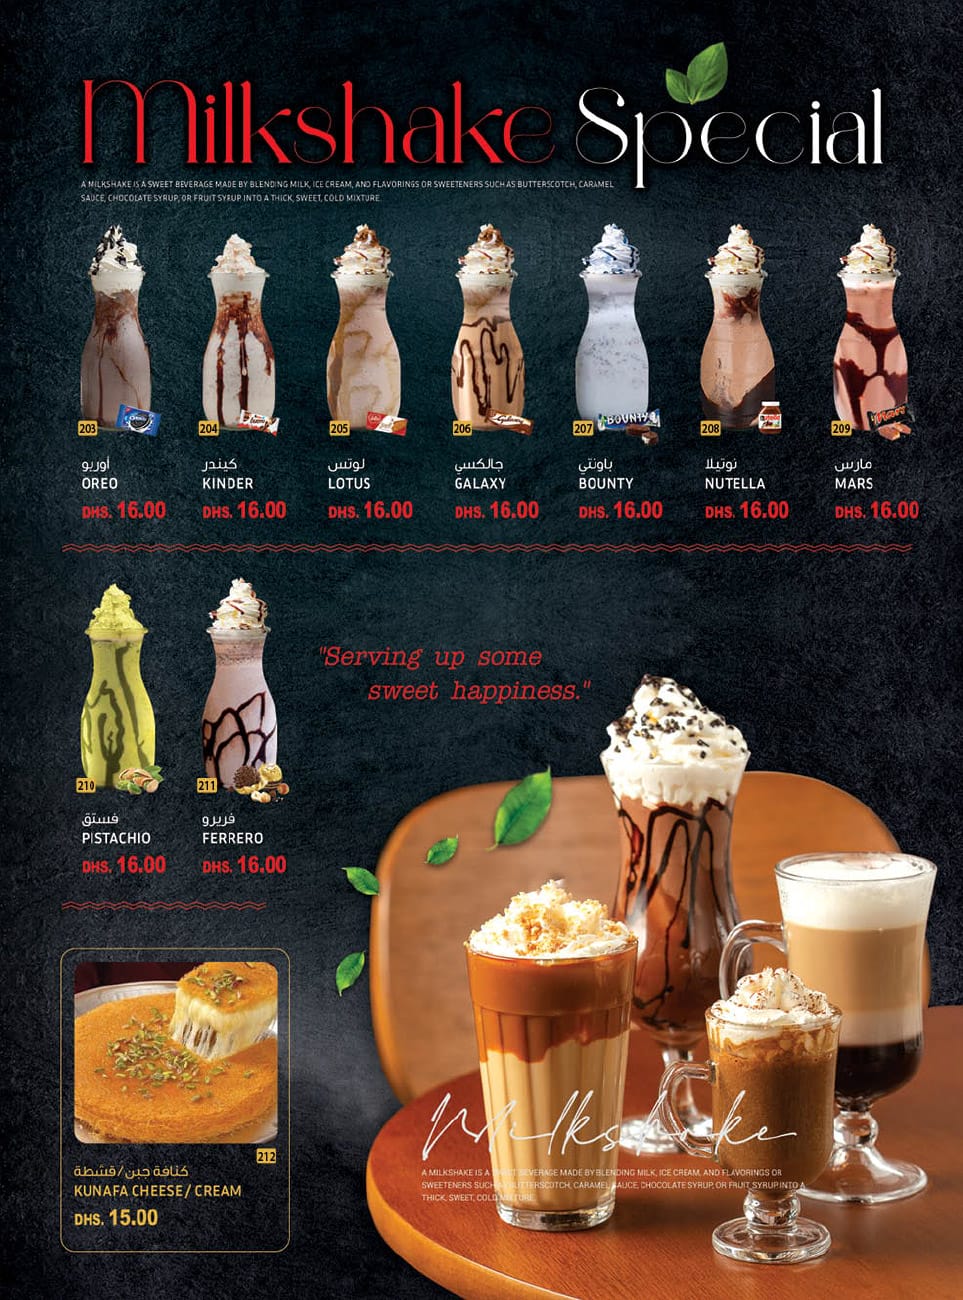 Milkshake Special
A MILKSHAKE IS A SWEET BEVERAGE MADE BY BLENDING MILK, ICE CREAM, AND FLAVORINGS OR SWEETENERS SUCH AS BUTTERSCOTCH, CARAMEL
SAUCE, CHOCOLATE SYRUP, OR FRUIT SYRUP INTO A THICK, SWEET, COLD MIXTURE.
203
أوريو
OREO
DHS. 16.00
204
كيندر
KINDER
DHS. 16.00
205
لوتس
LOTUS
DHS. 16.00
206
جالكسي
GALAXY
DHS. 16.00
BOUNTY
207
باونتي
BOUNTY
DHS. 16.00
208
نوتيلا
NUTELLA
DHS. 16.00
209
مارس
MARS
DHS. 16.00
"Serving up some
sweet happiness."
210
فستق
PISTACHIO
DHS. 16.00
211
فريرو
FERRERO
DHS. 16.00
212
كنافة جبن/قشطة
KUNAFA CHEESE / CREAM
DHS. 15.00
Milkshake
A MILKSHAKE IS A SWEET BEVERAGE MADE BY BLENDING MILK, ICE CREAM, AND FLAVORINGS OR
SWEETENERS SUCH AS BUTTERSCOTCH, CARAMEL SAUCE, CHOCOLATE SYRUP, OR FRUIT SYRUP INTO A
THICK, SWEET, COLD MIXTURE.